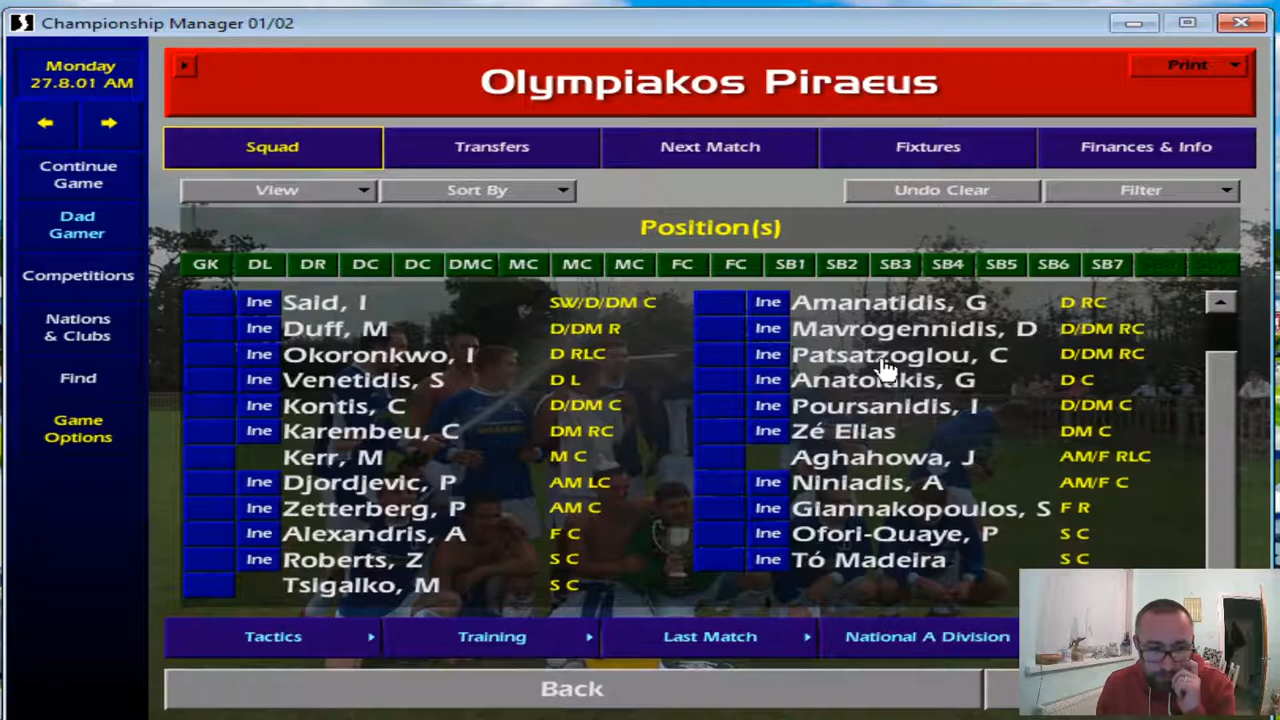 Championship Manager 01/02
Monday
27.8.01 AM
Continue
Game
Dad
Gamer
Competitions
Nations
& Clubs
Find
Game
Options
Olympiakos Piraeus
Print
Squad Transfers Next Match Fixtures Finances & Info
View Sort By Undo Clear Filter
Position(s)
GK DL DR DC DC DMC MC MC MC FC FC SB1 SB2 SB3 SB4 SB5 SB6 SB7
Ine Said, I SW/D/DM C Ine Amanatidis, G D RC
Ine Duff, M D/DM R Ine Mavrogennidis, D D/DM RC
Ine Okoronkwo, I D RLC Ine Patsatzoglou, C D/DM RC
Ine Venetidis, S D L Ine Anatolakis, G D C
Ine Kontis, C D/DM C Ine Poursanidis, I D/DM C
Ine Karembeu, C DM RC Ine Zé Elias DM C
Kerr, M M C Aghahowa, J AM/F RLC
Ine Djordjevic, P AM LC Ine Niniadis, A AM/F C
Ine Zetterberg, P AM C Ine Giannakopoulos, S F R
Ine Alexandris, A F C Ine Ofori-Quaye, P S C
Ine Roberts, Z S C Ine Tó Madeira S C
Tsigalko, M S C
Tactics Training Last Match National A Division
Back